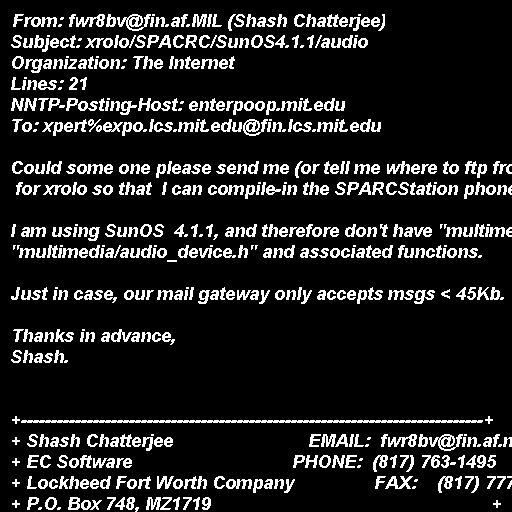 From: fwr8bv@fin.af.MIL (Shash Chatterjee)
Subject: xrolo/SPACRC/SunOS4.1.1/audio
Organization: The Internet
Lines: 21
NNTP-Posting-Host: enterpoop.mit.edu
To: xpert%expo.lcs.mit.edu@fin.lcs.mit.edu

Could some one please send me (or tell me where to ftp fro
for xrolo so that I can compile-in the SPARCStation phone

I am using SunOS 4.1.1, and therefore don't have "multime
"multimedia/audio_device.h" and associated functions.

Just in case, our mail gateway only accepts msgs < 45Kb.

Thanks in advance,
Shash.

+-----------------------------------------------------------------------------+
+ Shash Chatterjee EMAIL: fwr8bv@fin.af.m
+ EC Software PHONE: (817) 763-1495
+ Lockheed Fort Worth Company FAX: (817) 777
+ P.O. Box 748, MZ1719 +